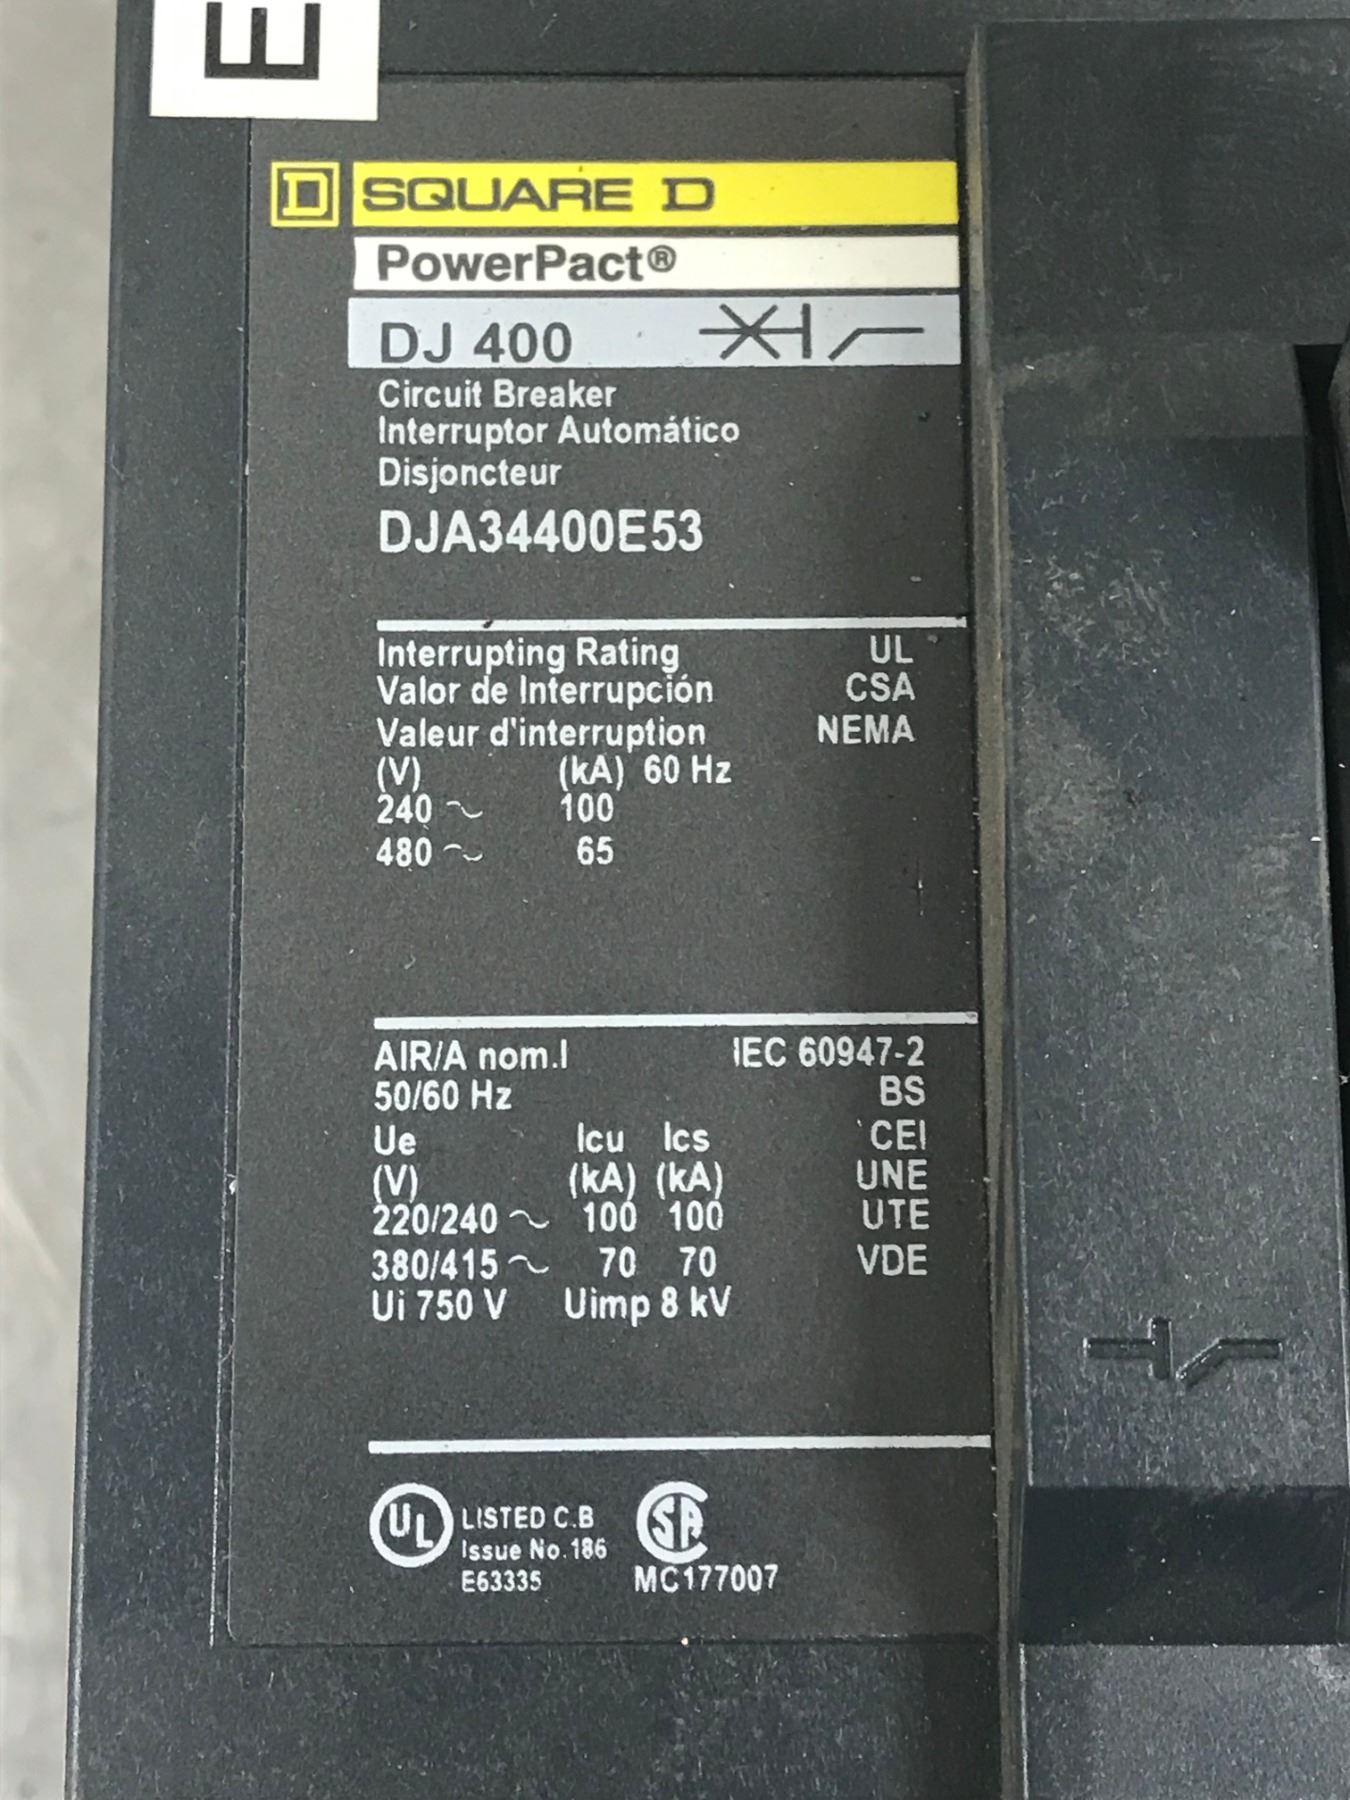 E
SQUARE D
PowerPact®
DJ 400
Circuit Breaker
Interruptor Automático
Disjoncteur
DJA34400E53
Interrupting Rating UL
Valor de Interrupción CSA
Valeur d'interruption NEMA
(V) (kA) 60 Hz
240 ~ 100
480 ~ 65
AIR/A nom.I IEC 60947-2
50/60 Hz BS
Ue Icu Ics CEI
(V) (kA) (kA) UNE
220/240 ~ 100 100 UTE
380/415 ~ 70 70 VDE
Ui 750 V Uimp 8 kV
UL LISTED C.B SA
Issue No. 186
E63335 MC177007